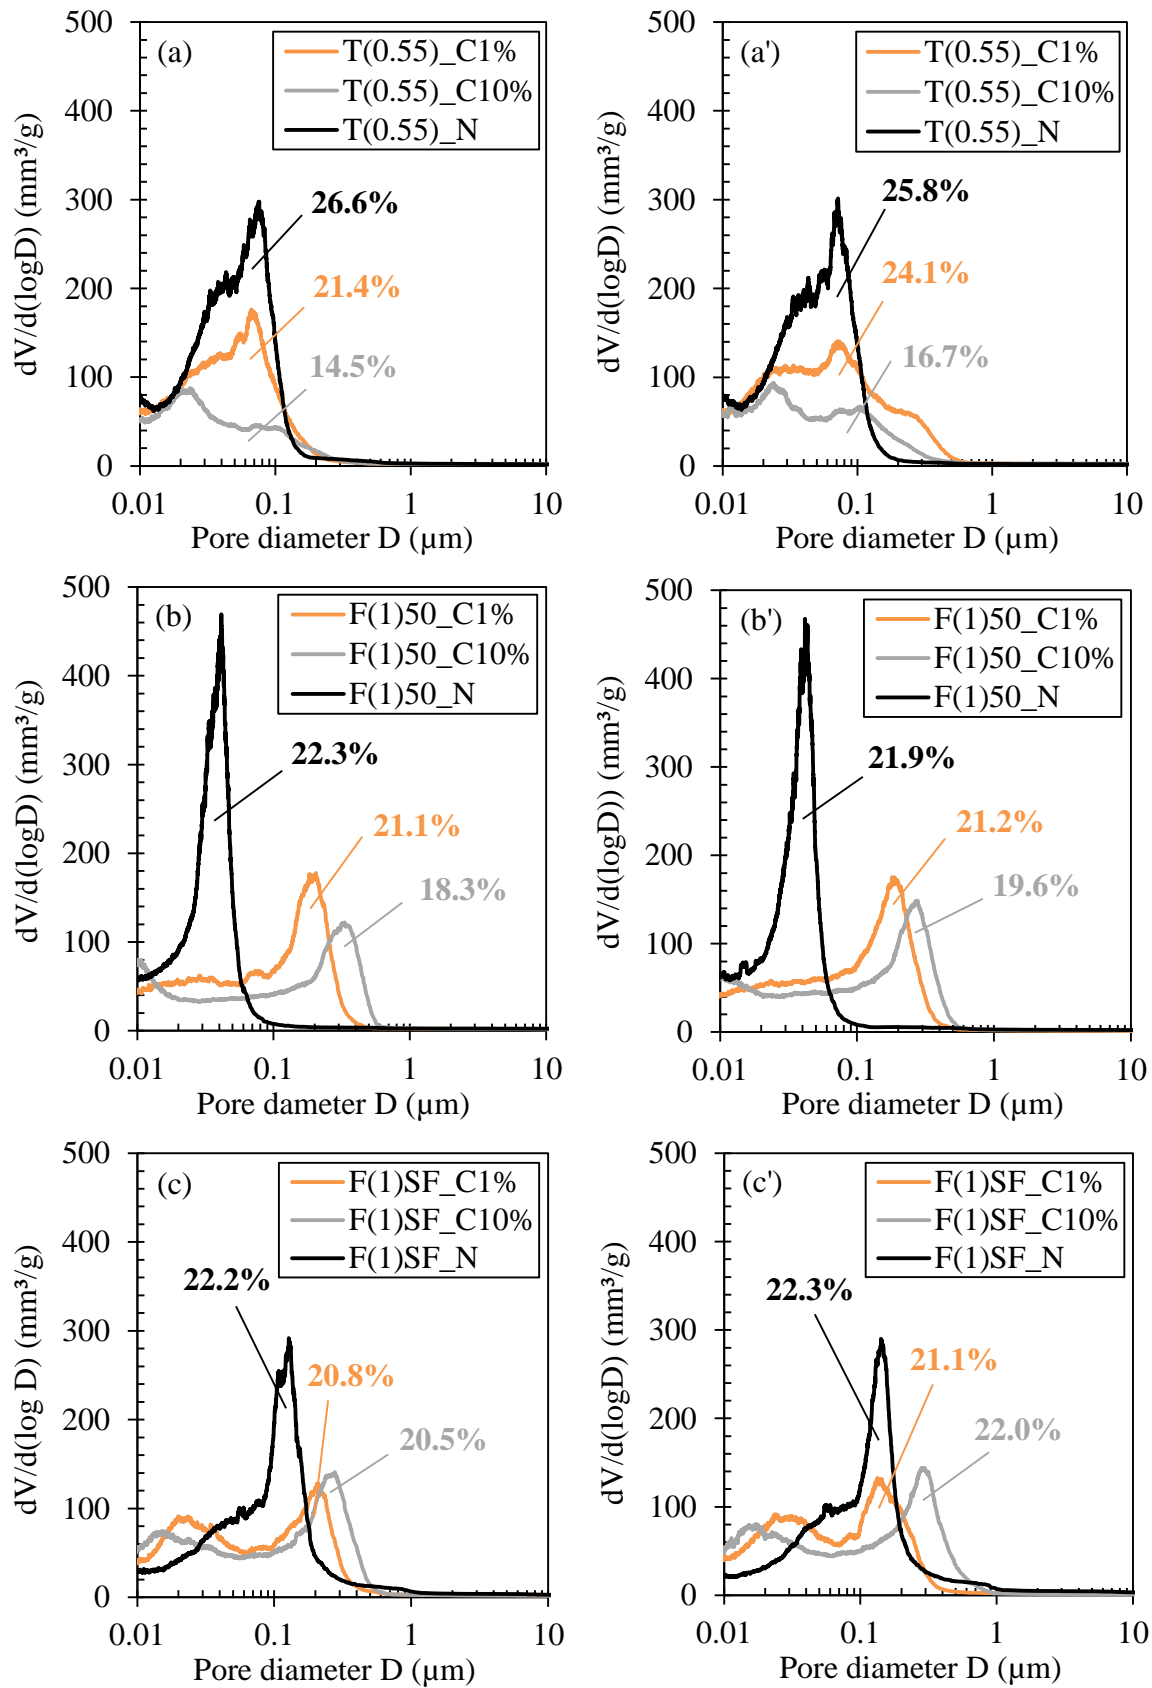 500
400
300
200
100
0
dV/d(logD) (mm³/g)
(a)
T(0.55)_C1%
T(0.55)_C10%
T(0.55)_N
26.6%
21.4%
14.5%
0.01 0.1 1 10
Pore diameter D (µm)
500
400
300
200
100
0
dV/d(logD) (mm³/g)
(a')
T(0.55)_C1%
T(0.55)_C10%
T(0.55)_N
25.8%
24.1%
16.7%
0.01 0.1 1 10
Pore diameter D (µm)
500
400
300
200
100
0
dV/d(logD) (mm³/g)
(b)
F(1)50_C1%
F(1)50_C10%
F(1)50_N
22.3%
21.1%
18.3%
0.01 0.1 1 10
Pore dameter D (µm)
500
400
300
200
100
0
dV/d(logD)) (mm³/g)
(b')
F(1)50_C1%
F(1)50_C10%
F(1)50_N
21.9%
21.2%
19.6%
0.01 0.1 1 10
Pore diameter D (µm)
500
400
300
200
100
0
dV/d(log D) (mm³/g)
(c)
F(1)SF_C1%
F(1)SF_C10%
F(1)SF_N
22.2%
20.8%
20.5%
0.01 0.1 1 10
Pore diameter D (µm)
500
400
300
200
100
0
dV/d(logD) (mm³/g)
(c')
F(1)SF_C1%
F(1)SF_C10%
F(1)SF_N
22.3%
21.1%
22.0%
0.01 0.1 1 10
Pore diameter D (µm)